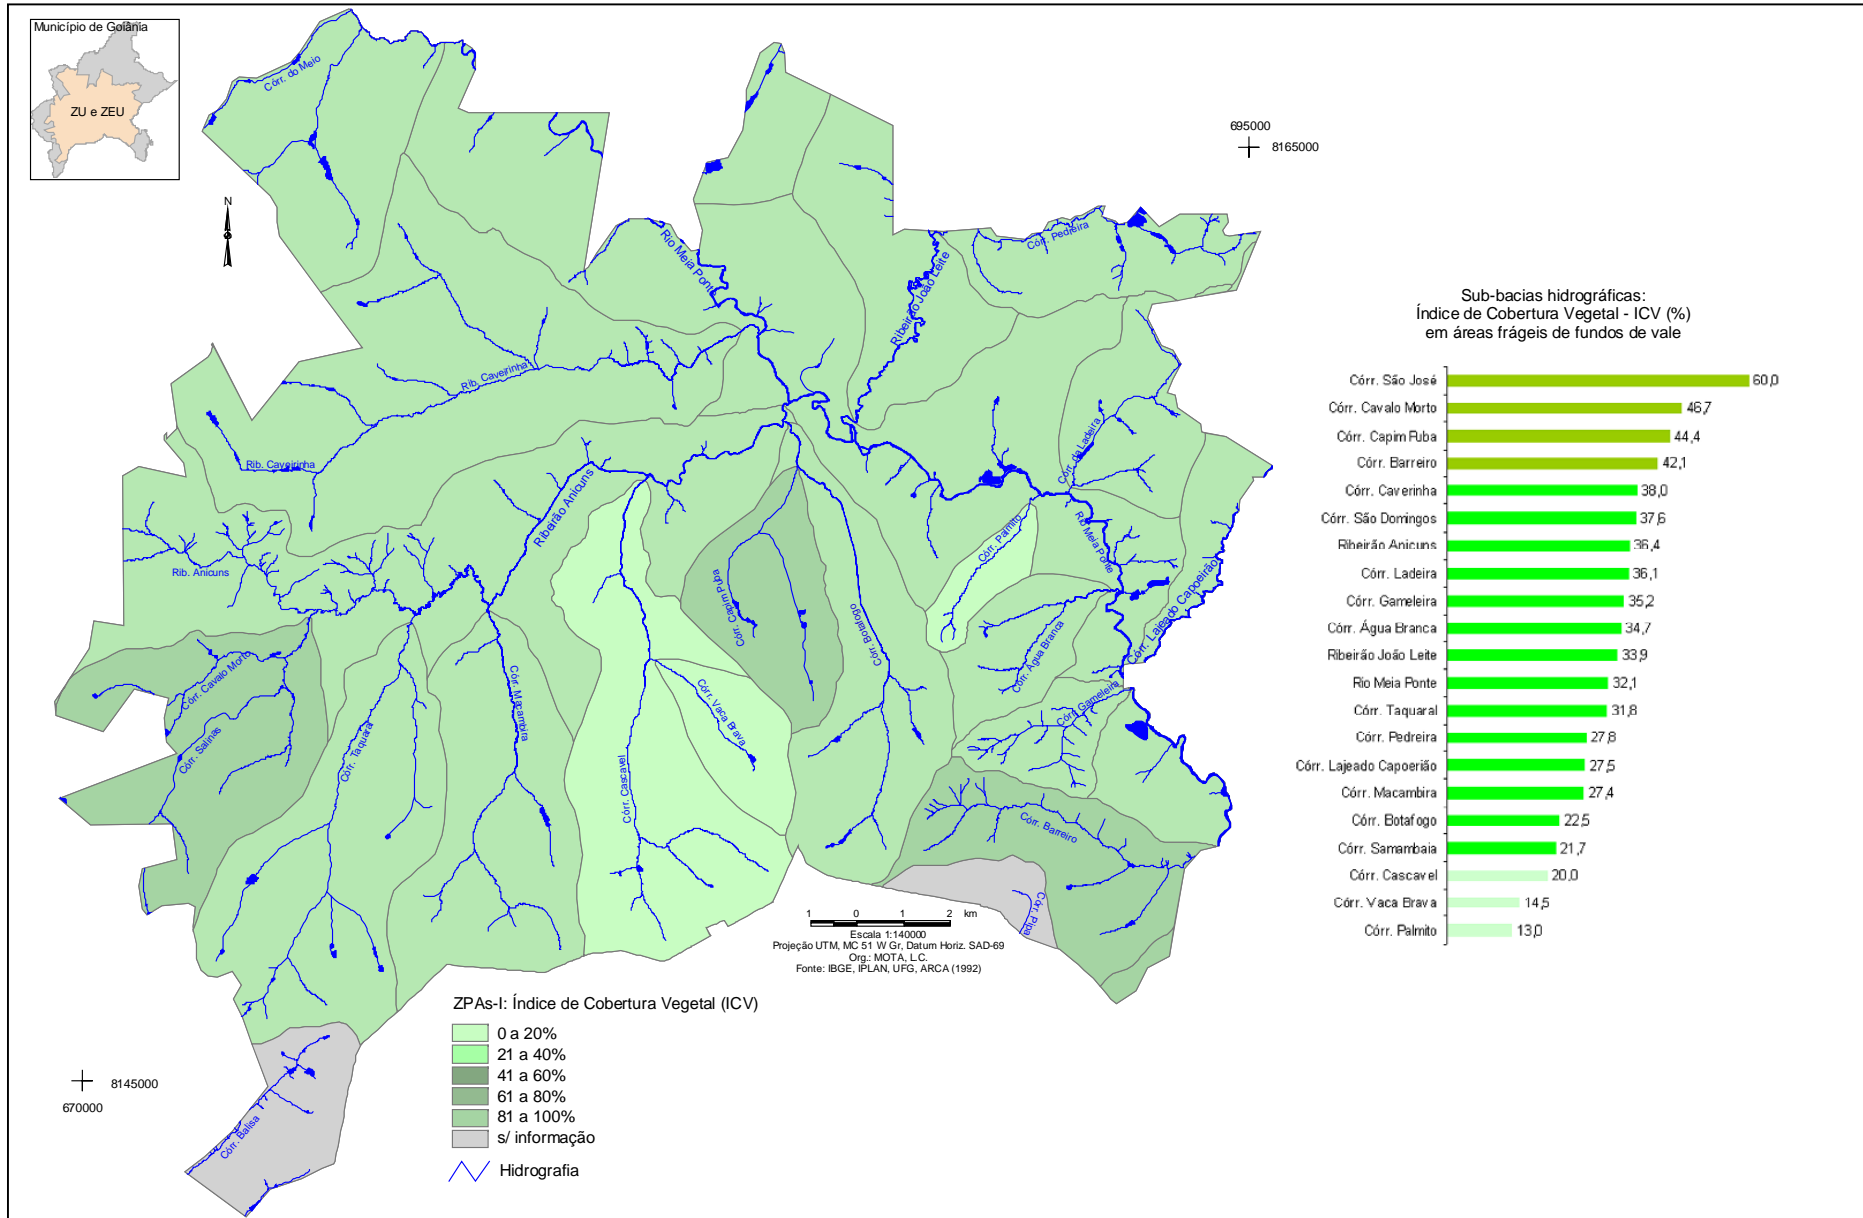 Município de Goiânia
ZU e ZEU
N
695000
8165000
Córr. do Meio
Rio Meia Pont
Ribeirão João Leite
Córr. Pedreira
Rib. Caveirinha
Rib. Caveirinha
Córr. da Ladeira
Ribeirão Anicuns
Rib. Anicuns
Córr. Palmito
Rio Meia Ponte
Córr. Capim Puba
Córr. Botafogo
Córr. Lajeado Capoeirão
Córr. Água Branca
Córr. Cavalo Morto
Córr. Salinas
Córr. Taquaral
Córr. Macambira
Córr. Vaca Brava
Córr. Cascavel
Córr. Gameleira
Córr. Barreiro
Córr. Pipa
Córr. Balisa
Sub-bacias hidrográficas:
Índice de Cobertura Vegetal - ICV (%)
em áreas frágeis de fundos de vale
Córr. São José 60,0
Córr. Cavalo Morto 46,7
Córr. Capim Fuba 44,4
Córr. Barreiro 42,1
Córr. Caverinha 38,0
Córr. São Domingos 37,6
Ribeirão Anicuns 36,4
Córr. Ladeira 36,1
Córr. Gameleira 35,2
Córr. Água Branca 34,7
Ribeirão João Leite 33,9
Rio Meia Ponte 32,1
Córr. Taquaral 31,8
Córr. Pedreira 27,8
Córr. Lajeado Capoerião 27,5
Córr. Macambira 27,4
Córr. Botafogo 22,5
Córr. Samambaia 21,7
Córr. Cascavel 20,0
Córr. Vaca Brava 14,5
Córr. Palmito 13,0
1 0 1 2 km
Escala 1:140000
Projeção UTM, MC 51 W Gr, Datum Horiz. SAD-69
Org.: MOTA, L.C.
Fonte: IBGE, IPLAN, UFG, ARCA (1992)
ZPAs-I: Índice de Cobertura Vegetal (ICV)
0 a 20%
21 a 40%
41 a 60%
61 a 80%
81 a 100%
s/ informação
Hidrografia
8145000
670000